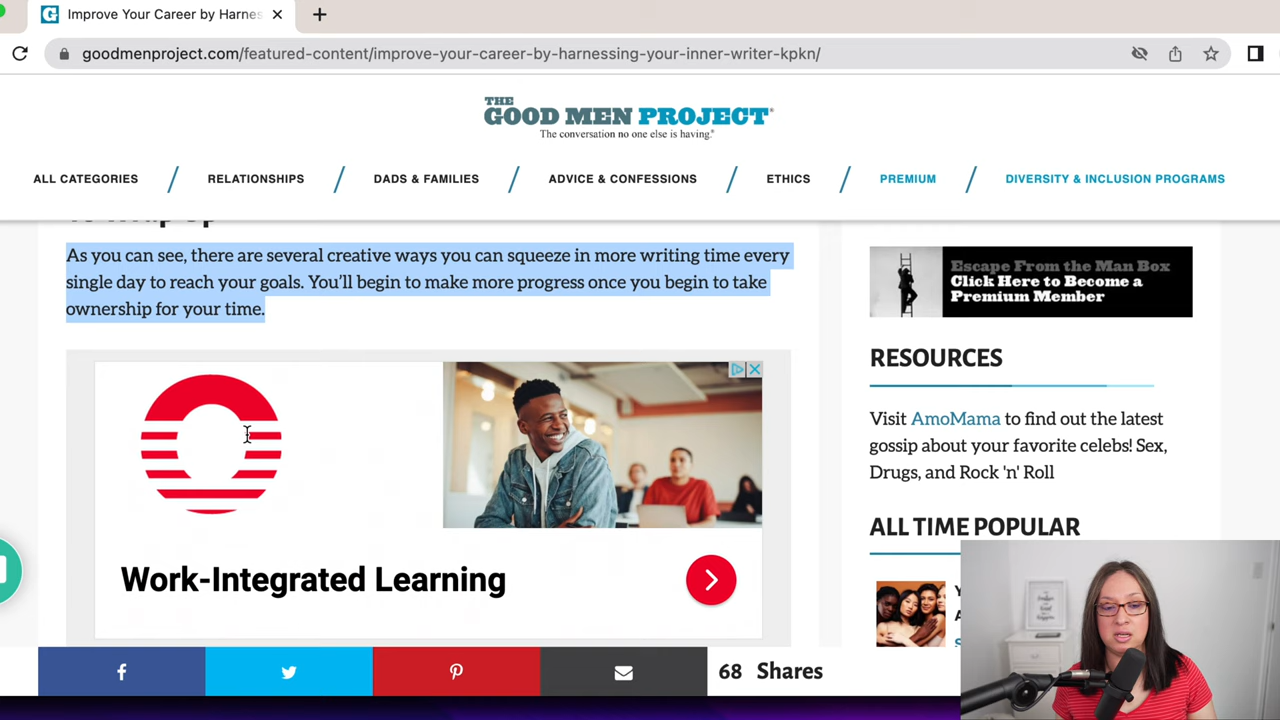 Improve Your Career by Harnes
goodmenproject.com/featured-content/improve-your-career-by-harnessing-your-inner-writer-kpkn/
THE
GOOD MEN PROJECT®
The conversation no one else is having.®
ALL CATEGORIES / RELATIONSHIPS / DADS & FAMILIES / ADVICE & CONFESSIONS / ETHICS / PREMIUM / DIVERSITY & INCLUSION PROGRAMS
As you can see, there are several creative ways you can squeeze in more writing time every
single day to reach your goals. You’ll begin to make more progress once you begin to take
ownership for your time.
Work-Integrated Learning
Escape From the Man Box
Click Here to Become a
Premium Member
RESOURCES
Visit AmoMama to find out the latest
gossip about your favorite celebs! Sex,
Drugs, and Rock 'n' Roll
ALL TIME POPULAR
68 Shares